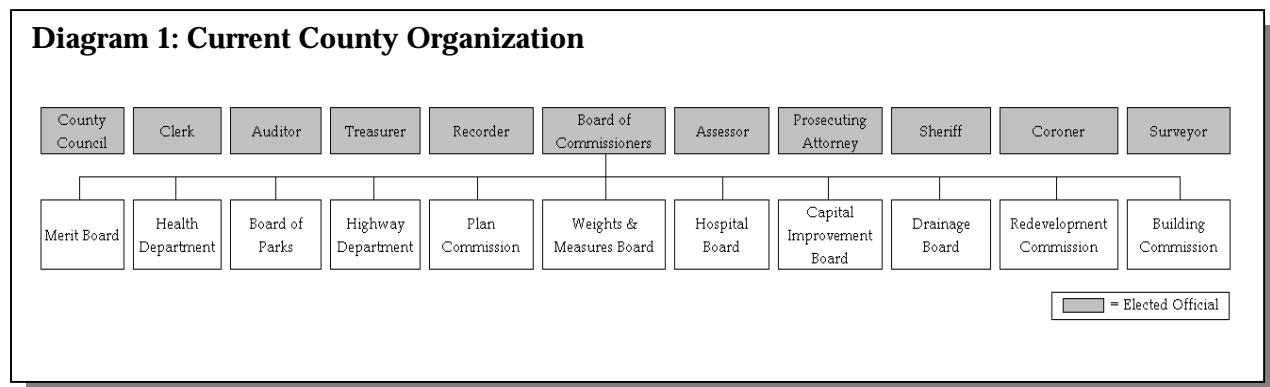 Diagram 1: Current County Organization
County
Council
Clerk
Auditor
Treasurer
Recorder
Board of
Commissioners
Assessor
Prosecuting
Attorney
Sheriff
Coroner
Surveyor
Merit Board
Health
Department
Board of
Parks
Highway
Department
Plan
Commission
Weights &
Measures Board
Hospital
Board
Capital
Improvement
Board
Drainage
Board
Redevelopment
Commission
Building
Commission
= Elected Official